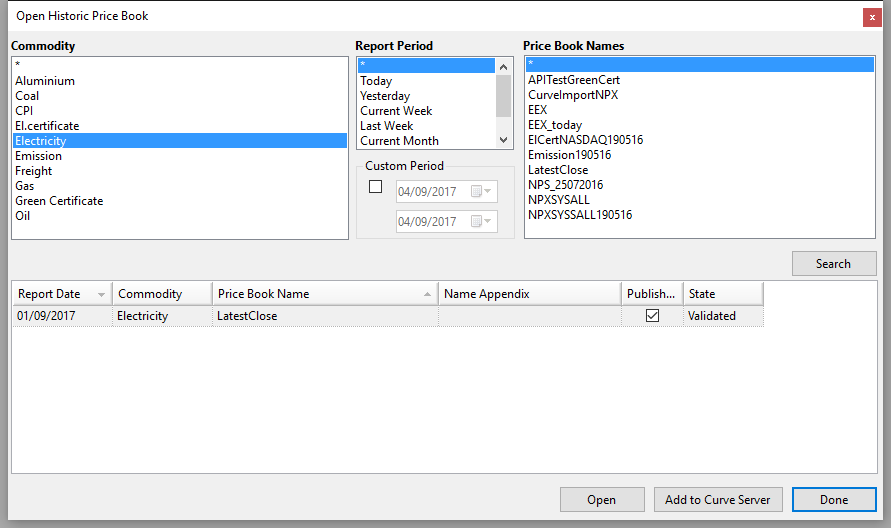 Open Historic Price Book
x
Commodity
*
Aluminium
Coal
CPI
El.certificate
Electricity
Emission
Freight
Gas
Green Certificate
Oil
Report Period
*
Today
Yesterday
Current Week
Last Week
Current Month
Custom Period
04/09/2017
04/09/2017
Price Book Names
*
APITestGreenCert
CurveImportNPX
EEX
EEX_today
ElCertNASDAQ190516
Emission190516
LatestClose
NPS_25072016
NPXSYSALL
NPXSYSSALL190516
Search
Report Date Commodity Price Book Name Name Appendix Publish... State
01/09/2017 Electricity LatestClose Validated
Open Add to Curve Server Done